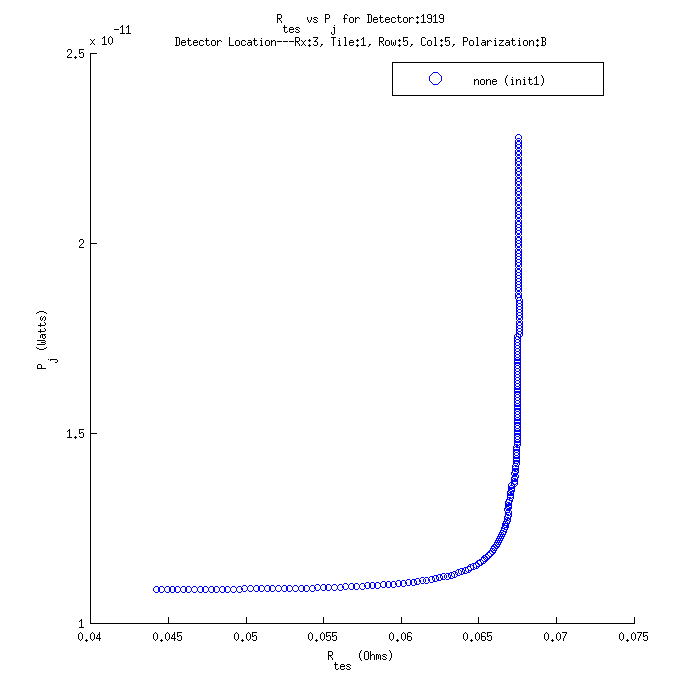 R_tes vs P_j for Detector:1919
Detector Location---Rx:3, Tile:1, Row:5, Col:5, Polarization:B
x 10^-11
none (init1)
2.5
2
1.5
1
P_j (Watts)
0.04 0.045 0.05 0.055 0.06 0.065 0.07 0.075
R_tes (Ohms)